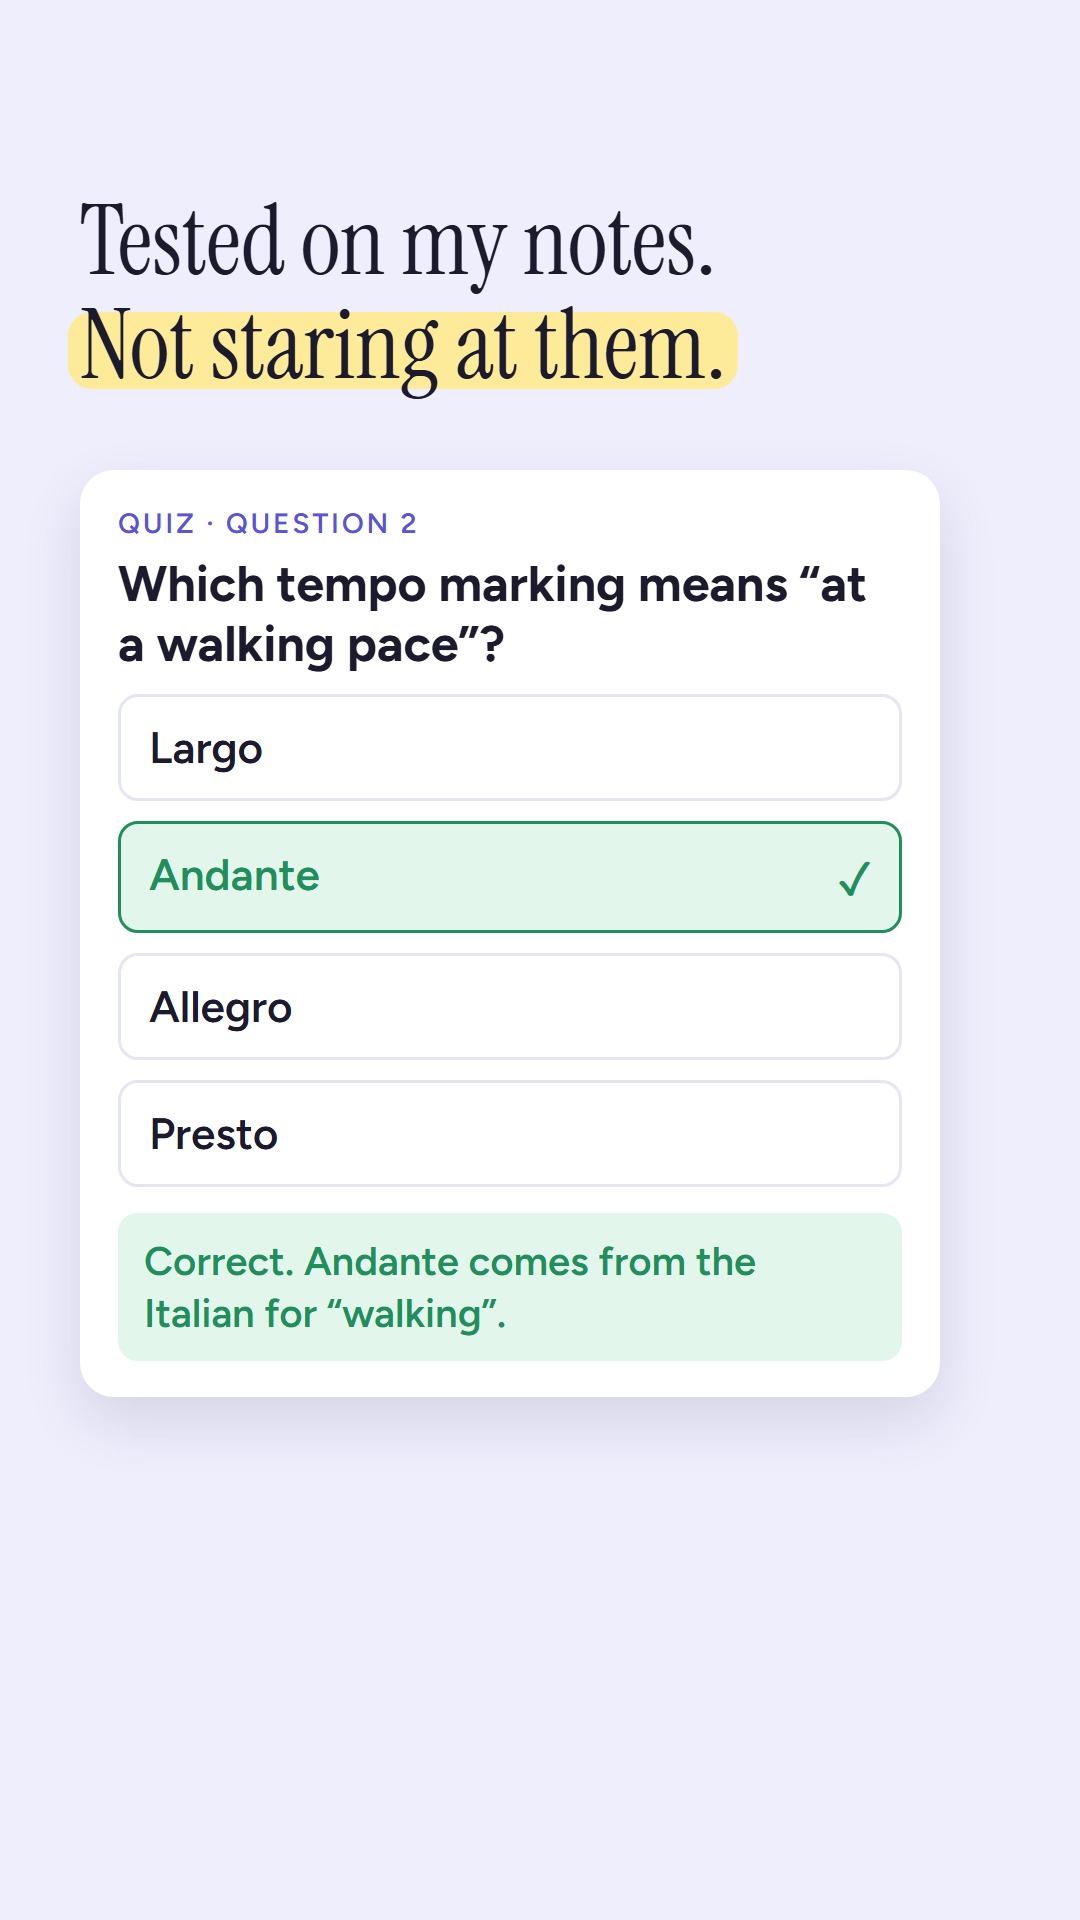 Tested on my notes.
Not staring at them.
QUIZ · QUESTION 2
Which tempo marking means “at
a walking pace”?
Largo
Andante ✓
Allegro
Presto
Correct. Andante comes from the
Italian for “walking”.